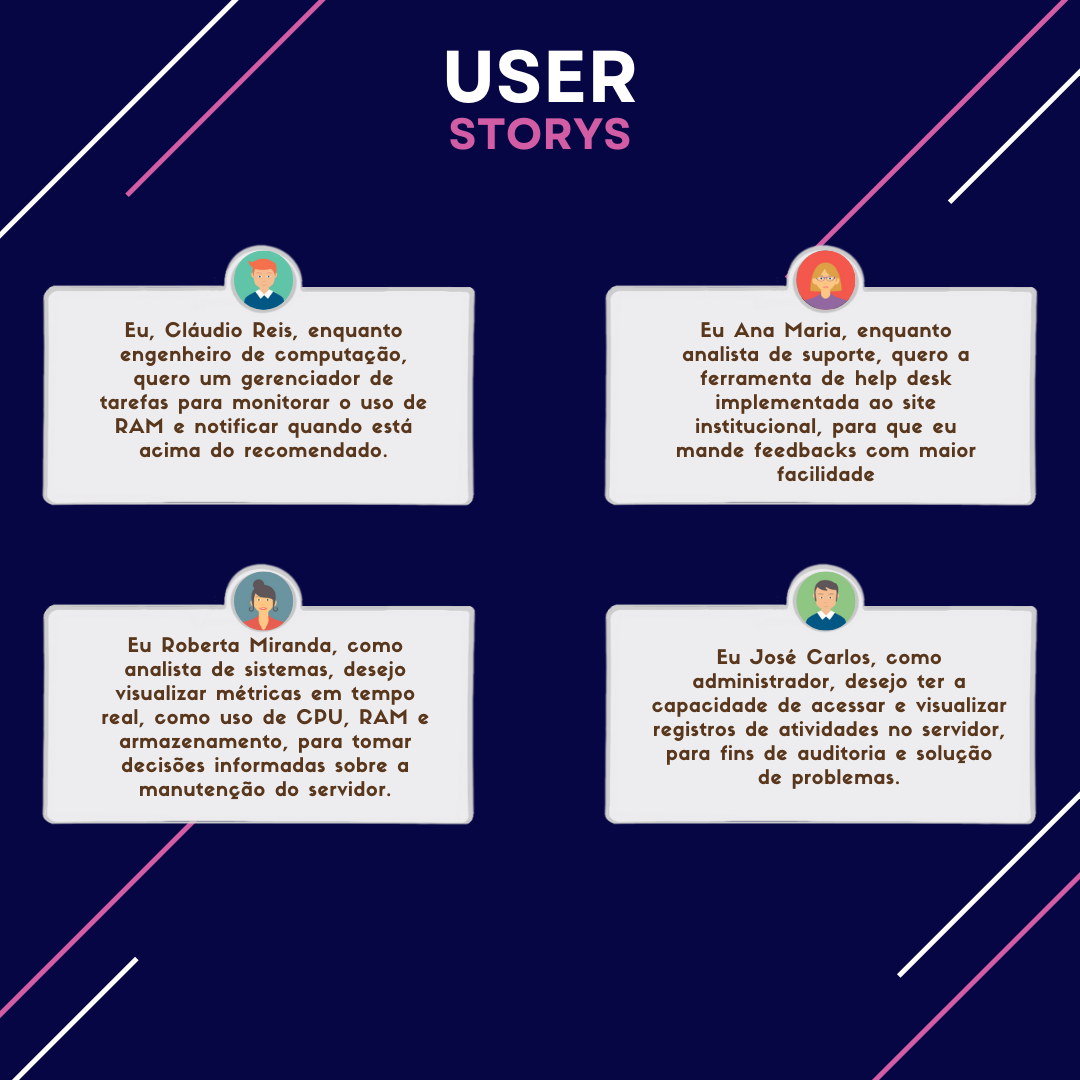 USER
STORYS
Eu, Cláudio Reis, enquanto
engenheiro de computação,
quero um gerenciador de
tarefas para monitorar o uso de
RAM e notificar quando está
acima do recomendado.
Eu Ana Maria, enquanto
analista de suporte, quero a
ferramenta de help desk
implementada ao site
institucional, para que eu
mande feedbacks com maior
facilidade
Eu Roberta Miranda, como
analista de sistemas, desejo
visualizar métricas em tempo
real, como uso de CPU, RAM e
armazenamento, para tomar
decisões informadas sobre a
manutenção do servidor.
Eu José Carlos, como
administrador, desejo ter a
capacidade de acessar e visualizar
registros de atividades no servidor,
para fins de auditoria e solução
de problemas.